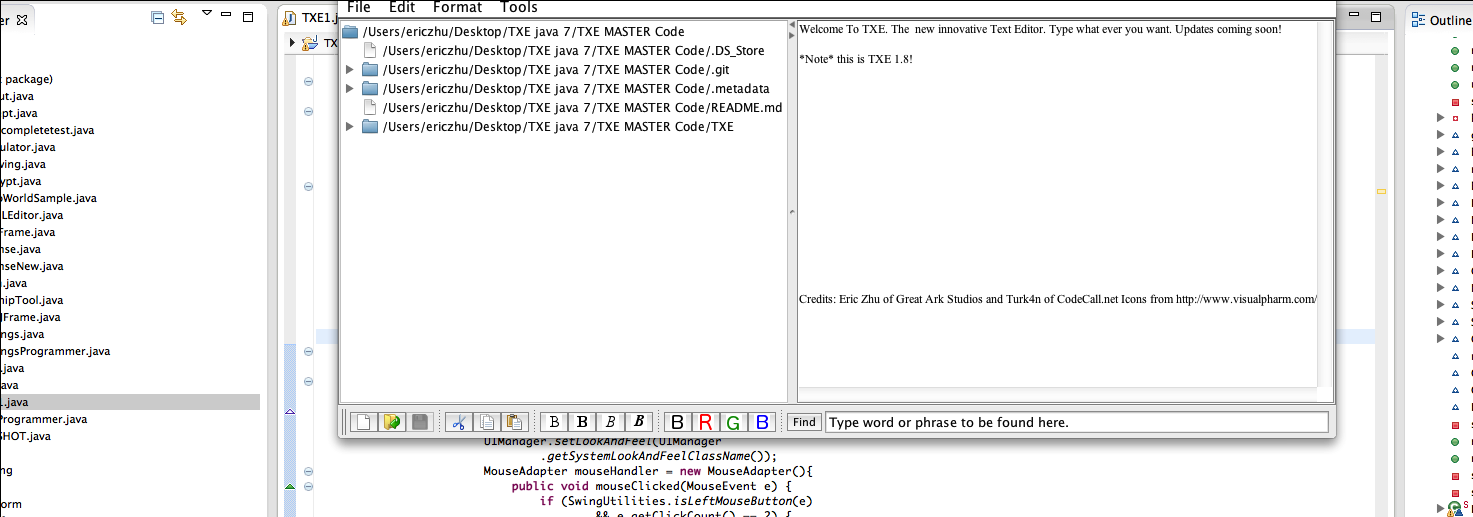 TXE1.j
File Edit Format Tools
Outline
/Users/ericzhu/Desktop/TXE java 7/TXE MASTER Code
/Users/ericzhu/Desktop/TXE java 7/TXE MASTER Code/.DS_Store
/Users/ericzhu/Desktop/TXE java 7/TXE MASTER Code/.git
/Users/ericzhu/Desktop/TXE java 7/TXE MASTER Code/.metadata
/Users/ericzhu/Desktop/TXE java 7/TXE MASTER Code/README.md
/Users/ericzhu/Desktop/TXE java 7/TXE MASTER Code/TXE
Welcome To TXE. The new innovative Text Editor. Type what ever you want. Updates coming soon!
*Note* this is TXE 1.8!
Credits: Eric Zhu of Great Ark Studios and Turk4n of CodeCall.net Icons from http://www.visualpharm.com/
TX
package)
ut.java
pt.java
completetest.java
ulator.java
ving.java
ypt.java
oWorldSample.java
LEditor.java
Frame.java
nse.java
nseNew.java
.java
hipTool.java
JFrame.java
ngs.java
ngsProgrammer.java
.java
ava
.java
Programmer.java
SHOT.java
ng
orm
B B B B B R G B Find Type word or phrase to be found here.
UIManager.setLookAndFeel(UIManager
.getSystemLookAndFeelClassName());
MouseAdapter mouseHandler = new MouseAdapter(){
public void mouseClicked(MouseEvent e) {
if (SwingUtilities.isLeftMouseButton(e)
&& e.getClickCount() == 2) {